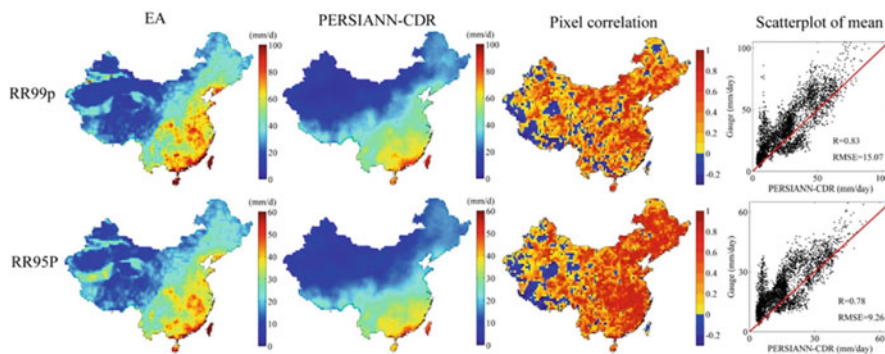 EA
PERSIANN-CDR
Pixel correlation
Scatterplot of mean
RR99p
(mm/d)
100
80
60
40
20
0
(mm/d)
100
80
60
40
20
0
1
0.8
0.6
0.4
0.2
0
-0.2
Gauge (mm/day)
100
50
0
0
50
100
R=0.83
RMSE=15.07
PERSIANN-CDR (mm/day)
RR95P
(mm/d)
60
50
40
30
20
10
0
(mm/d)
60
50
40
30
20
10
0
1
0.8
0.6
0.4
0.2
0
-0.2
Gauge (mm/day)
60
30
0
0
30
60
R=0.78
RMSE=9.26
PERSIANN-CDR (mm/day)